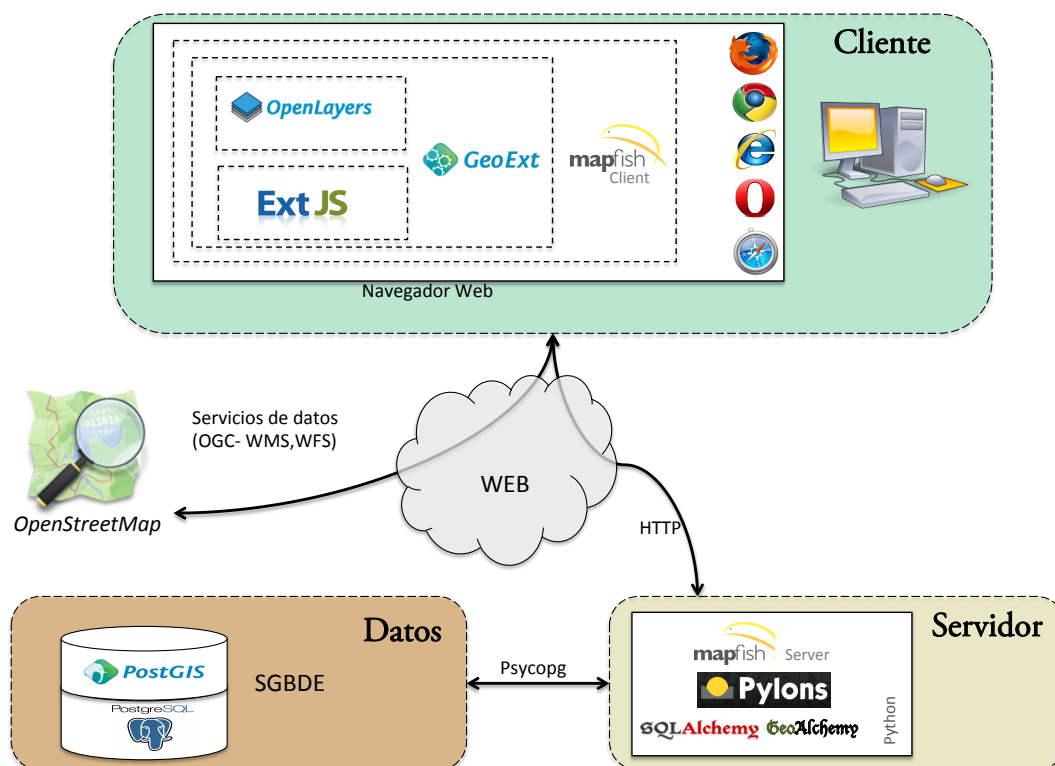 Cliente
OpenLayers
GeoExt
mapfish
Client
Ext JS
Navegador Web
Servicios de datos
(OGC- WMS,WFS)
WEB
OpenStreetMap
HTTP
Datos
PostGIS
PostgreSQL
SGBDE
Psycopg
Servidor
mapfish Server
Pylons
SQLAlchemy GeoAlchemy
Python